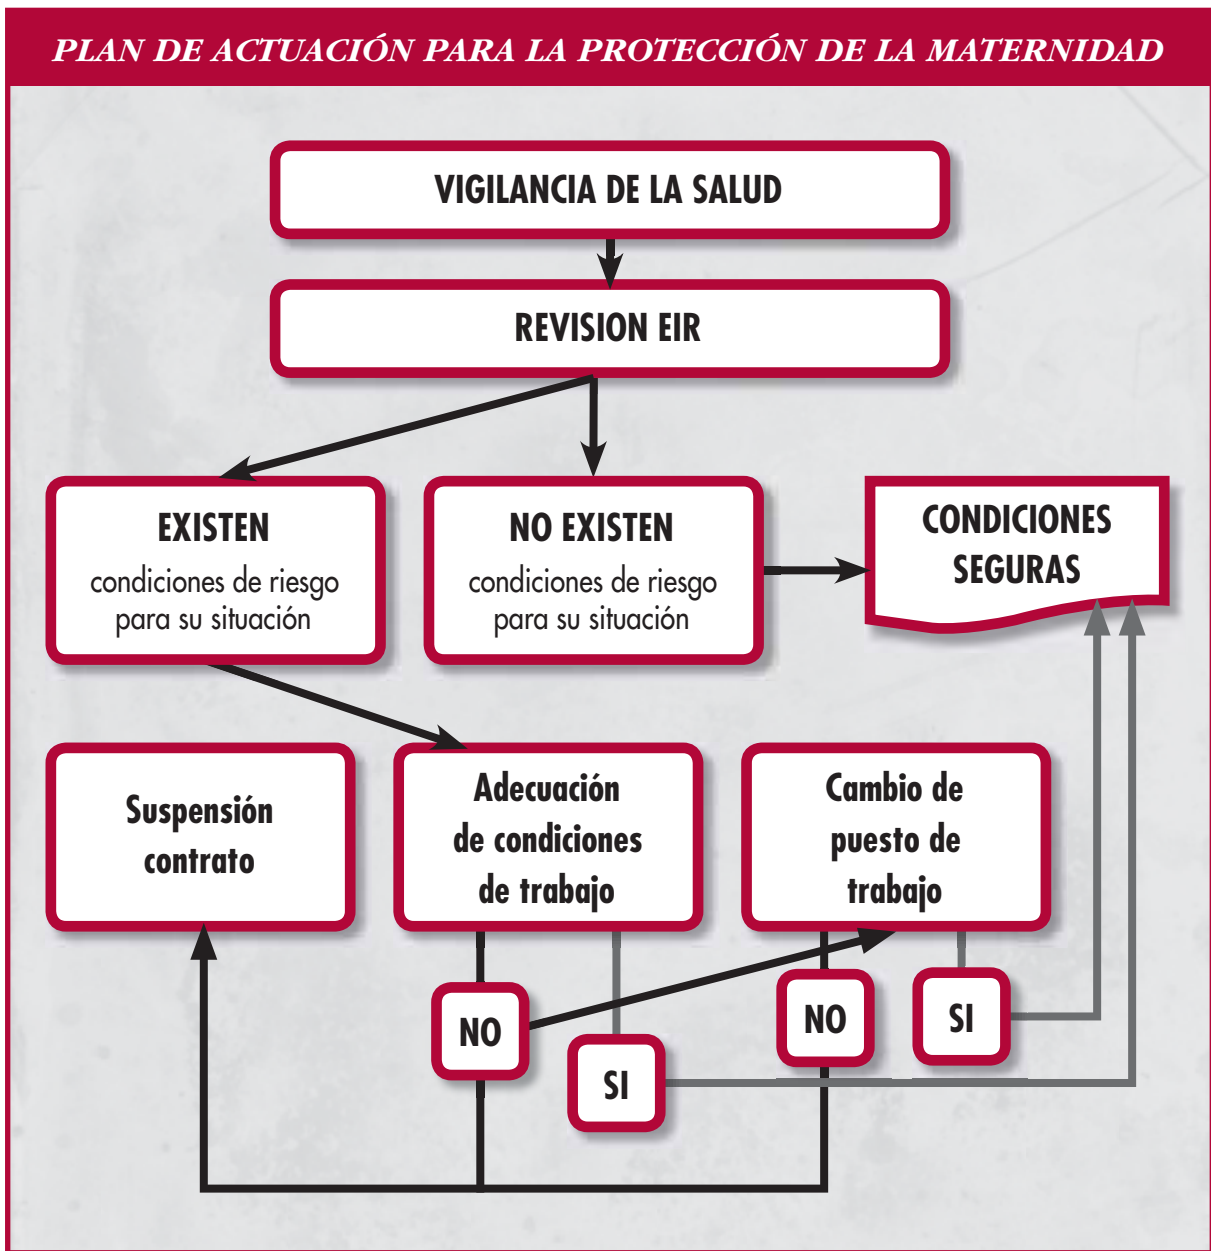 PLAN DE ACTUACIÓN PARA LA PROTECCIÓN DE LA MATERNIDAD
VIGILANCIA DE LA SALUD
REVISION EIR
EXISTEN
condiciones de riesgo
para su situación
NO EXISTEN
condiciones de riesgo
para su situación
CONDICIONES
SEGURAS
Suspensión
contrato
Adecuación
de condiciones
de trabajo
Cambio de
puesto de
trabajo
NO
SI
NO
SI